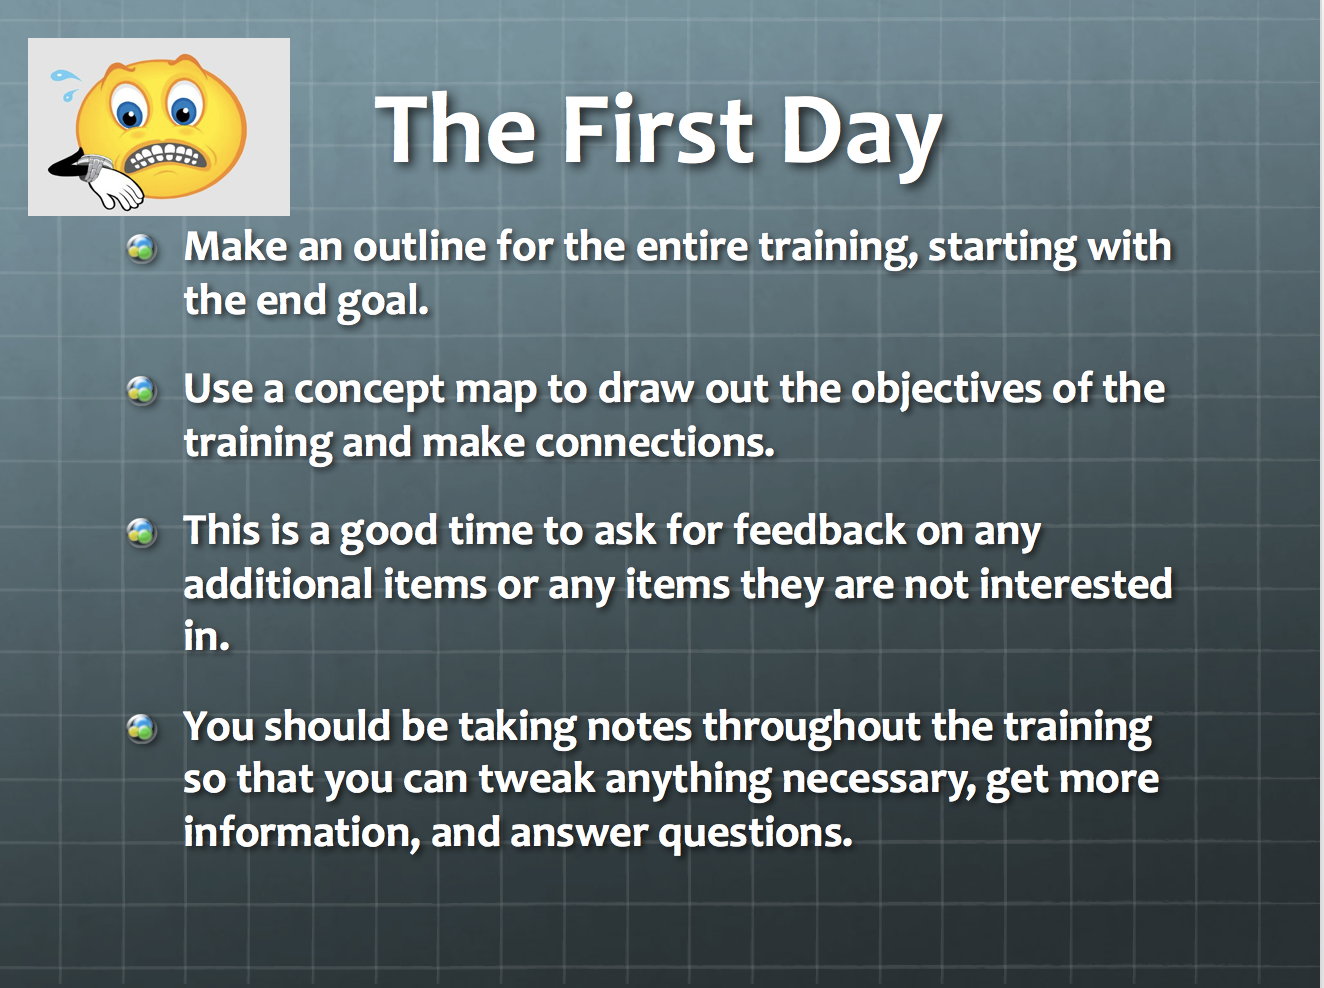 The First Day
Make an outline for the entire training, starting with
the end goal.
Use a concept map to draw out the objectives of the
training and make connections.
This is a good time to ask for feedback on any
additional items or any items they are not interested
in.
You should be taking notes throughout the training
so that you can tweak anything necessary, get more
information, and answer questions.